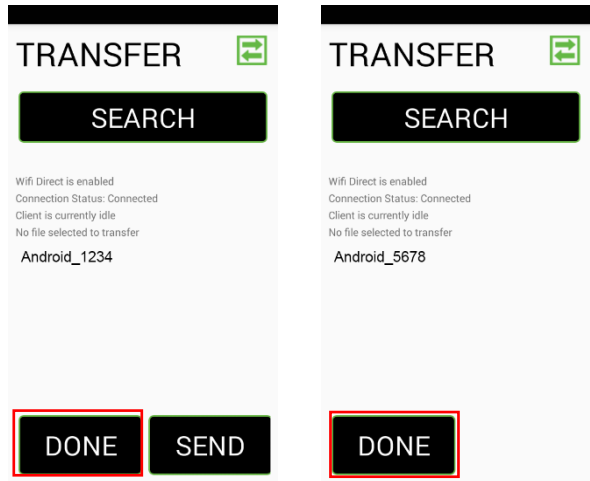 TRANSFER
SEARCH
Wifi Direct is enabled
Connection Status: Connected
Client is currently idle
No file selected to transfer
Android_1234
DONE
SEND
TRANSFER
SEARCH
Wifi Direct is enabled
Connection Status: Connected
Client is currently idle
No file selected to transfer
Android_5678
DONE